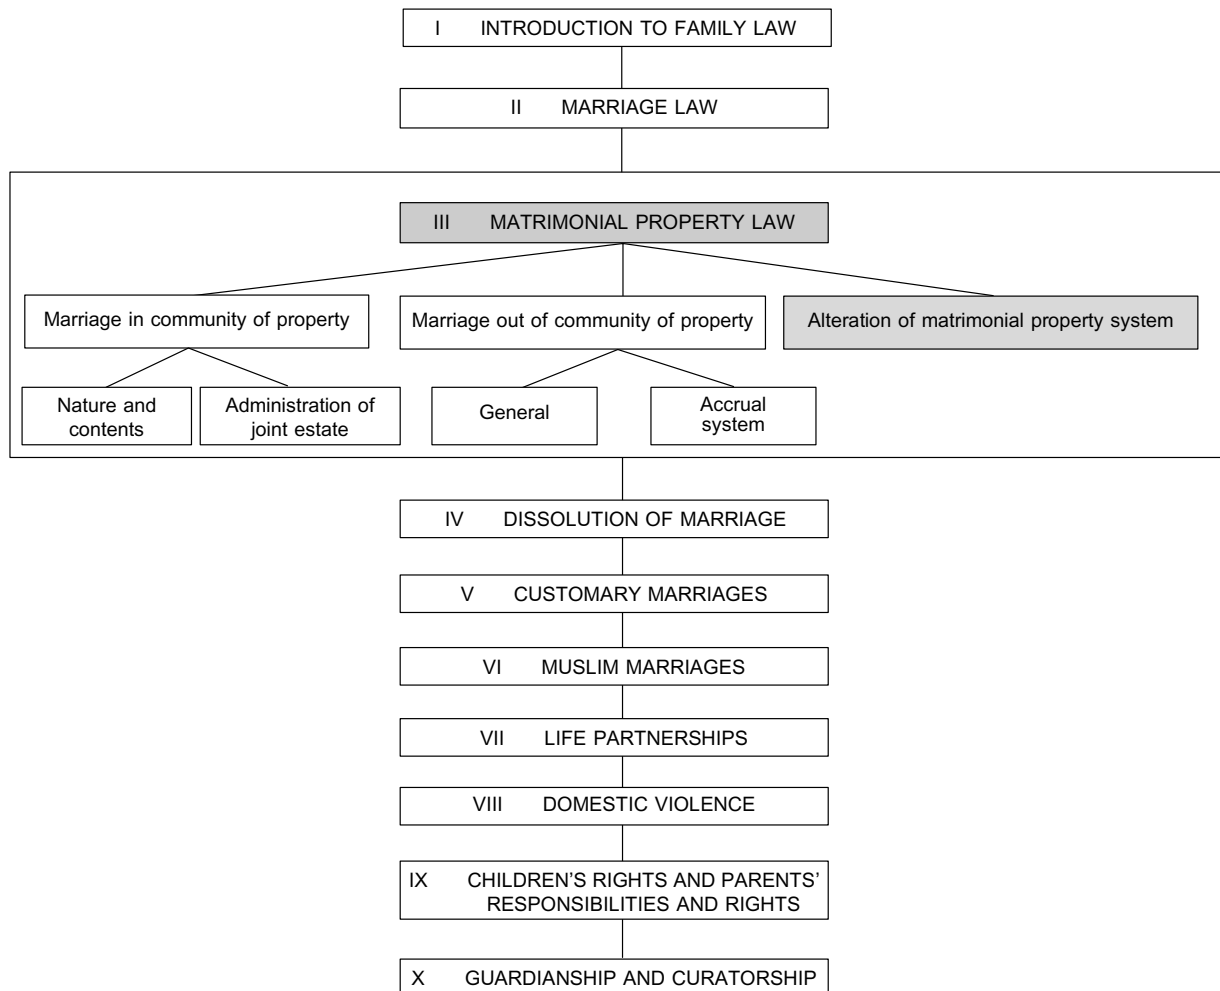 I INTRODUCTION TO FAMILY LAW
II MARRIAGE LAW
III MATRIMONIAL PROPERTY LAW
Marriage in community of property
Marriage out of community of property
Alteration of matrimonial property system
Nature and
contents
Administration of
joint estate
General
Accrual
system
IV DISSOLUTION OF MARRIAGE
V CUSTOMARY MARRIAGES
VI MUSLIM MARRIAGES
VII LIFE PARTNERSHIPS
VIII DOMESTIC VIOLENCE
IX CHILDREN’S RIGHTS AND PARENTS’
RESPONSIBILITIES AND RIGHTS
X GUARDIANSHIP AND CURATORSHIP